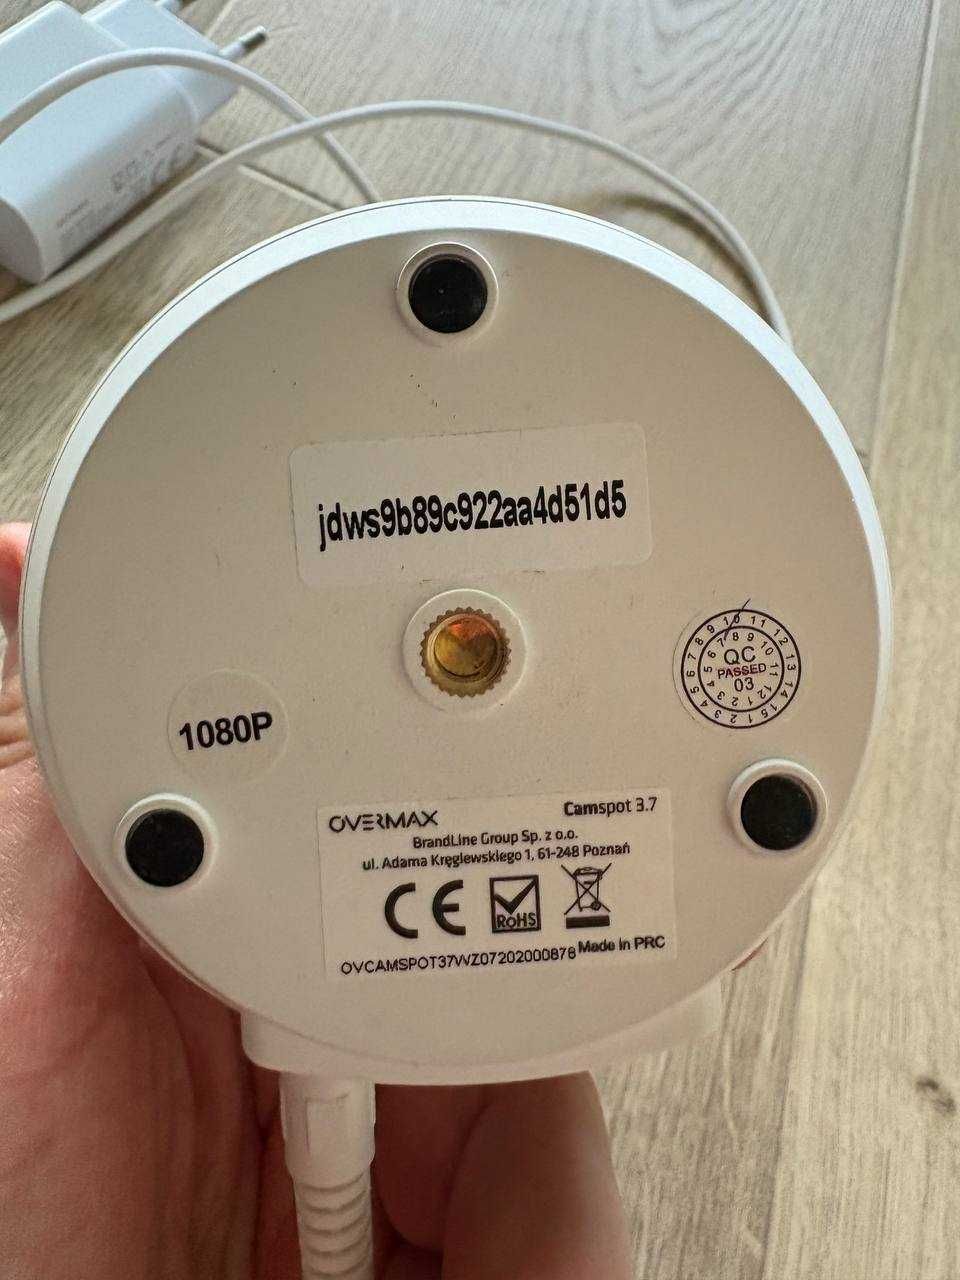 jdws9b89c922aa4d51d5
1080P
QC
PASSED
03
OVERMAX
Camspot 3.7
BrandLine Group Sp. z o.o.
ul. Adama Kręglewskiego 1, 61-248 Poznań
CE
RoHS
Made in PRC
OVCAMSPOT37WZ07202000876